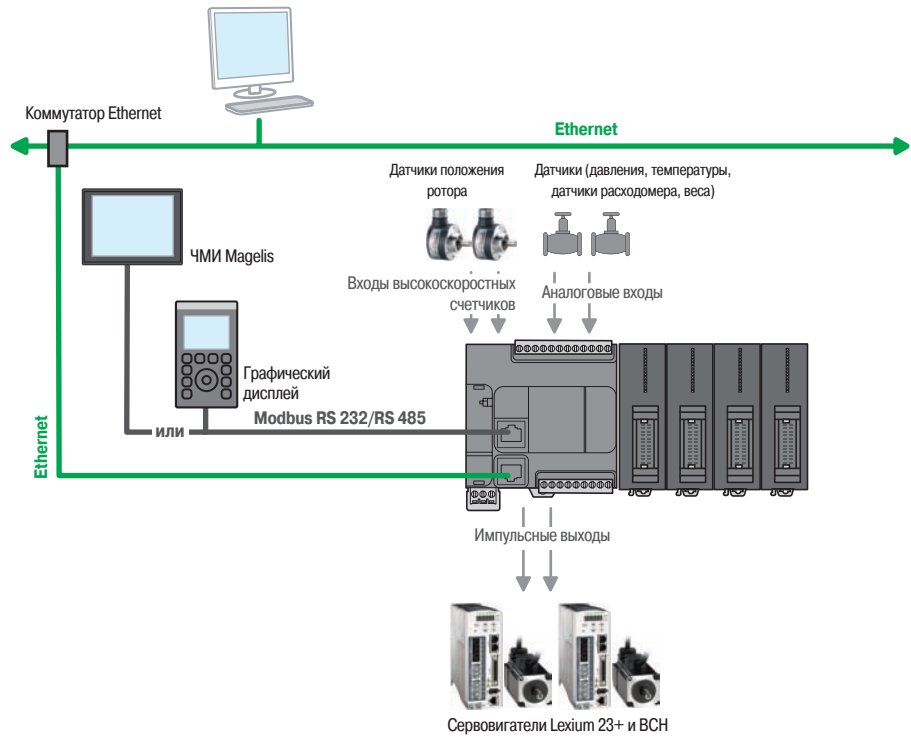 Коммутатор Ethernet
Ethernet
Датчики положения
ротора
Датчики (давления, температуры,
датчики расходомера, веса)
ЧМИ Magelis
Входы высокоскоростных
счетчиков
Аналоговые входы
Графический
дисплей
Modbus RS 232/RS 485
или
Ethernet
Импульсные выходы
Сервовигатели Lexium 23+ и BCH